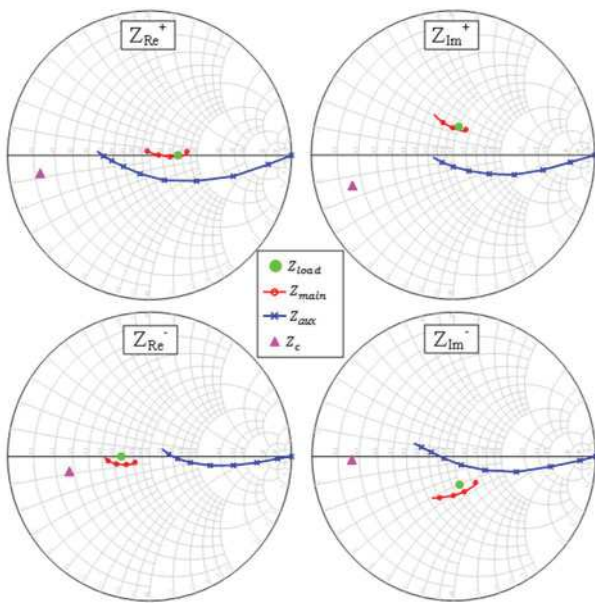 Z_Re^+
Z_Im^+
Z_load
Z_main
Z_aux
Z_c
Z_Re^-
Z_Im^-